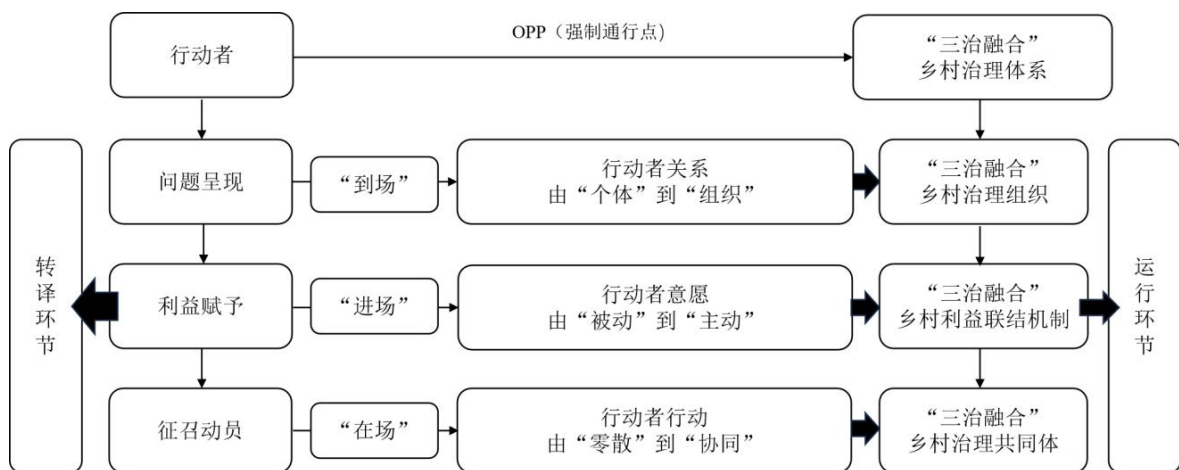 OPP（强制通行点)
行动者
“三治融合”
乡村治理体系
转
译
环
节
问题呈现
“到场”
行动者关系
由“个体”到“组织”
“三治融合”
乡村治理组织
利益赋予
“进场”
行动者意愿
由“被动”到“主动”
“三治融合”
乡村利益联结机制
征召动员
“在场”
行动者行动
由“零散”到“协同”
“三治融合”
乡村治理共同体
运
行
环
节